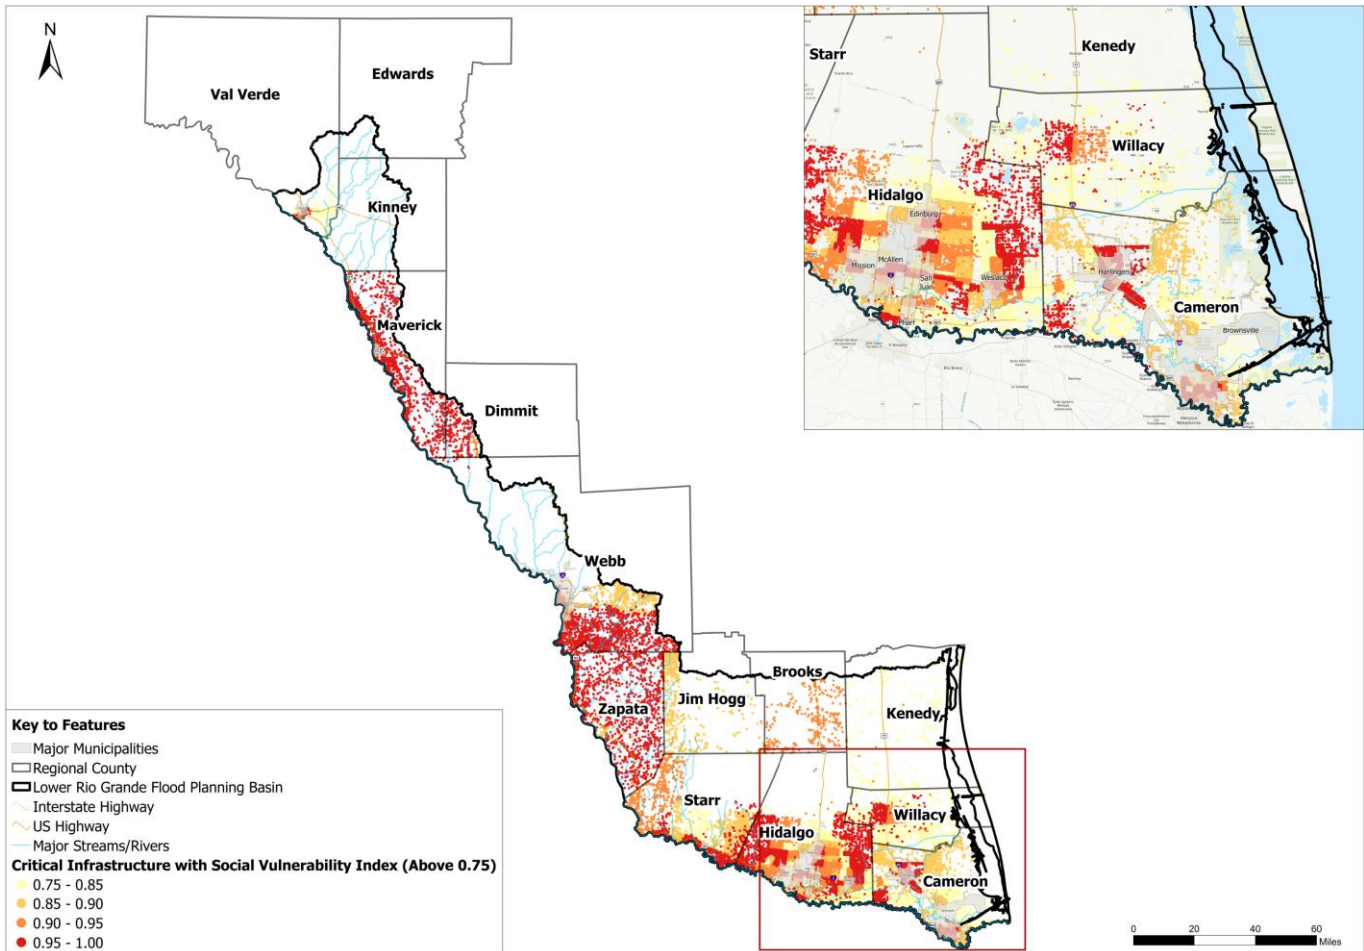 N
Val Verde
Edwards
Kinney
Maverick
Dimmit
Webb
Zapata
Jim Hogg
Brooks
Kenedy
Starr
Hidalgo
Willacy
Cameron
Starr
Kenedy
Willacy
Hidalgo
Edinburg
McAllen
Mission
San
Juan
Weslaco
Harlingen
Cameron
Brownsville
Key to Features
Major Municipalities
Regional County
Lower Rio Grande Flood Planning Basin
Interstate Highway
US Highway
Major Streams/Rivers
Critical Infrastructure with Social Vulnerability Index (Above 0.75)
0.75 - 0.85
0.85 - 0.90
0.90 - 0.95
0.95 - 1.00
0 20 40 60
Miles